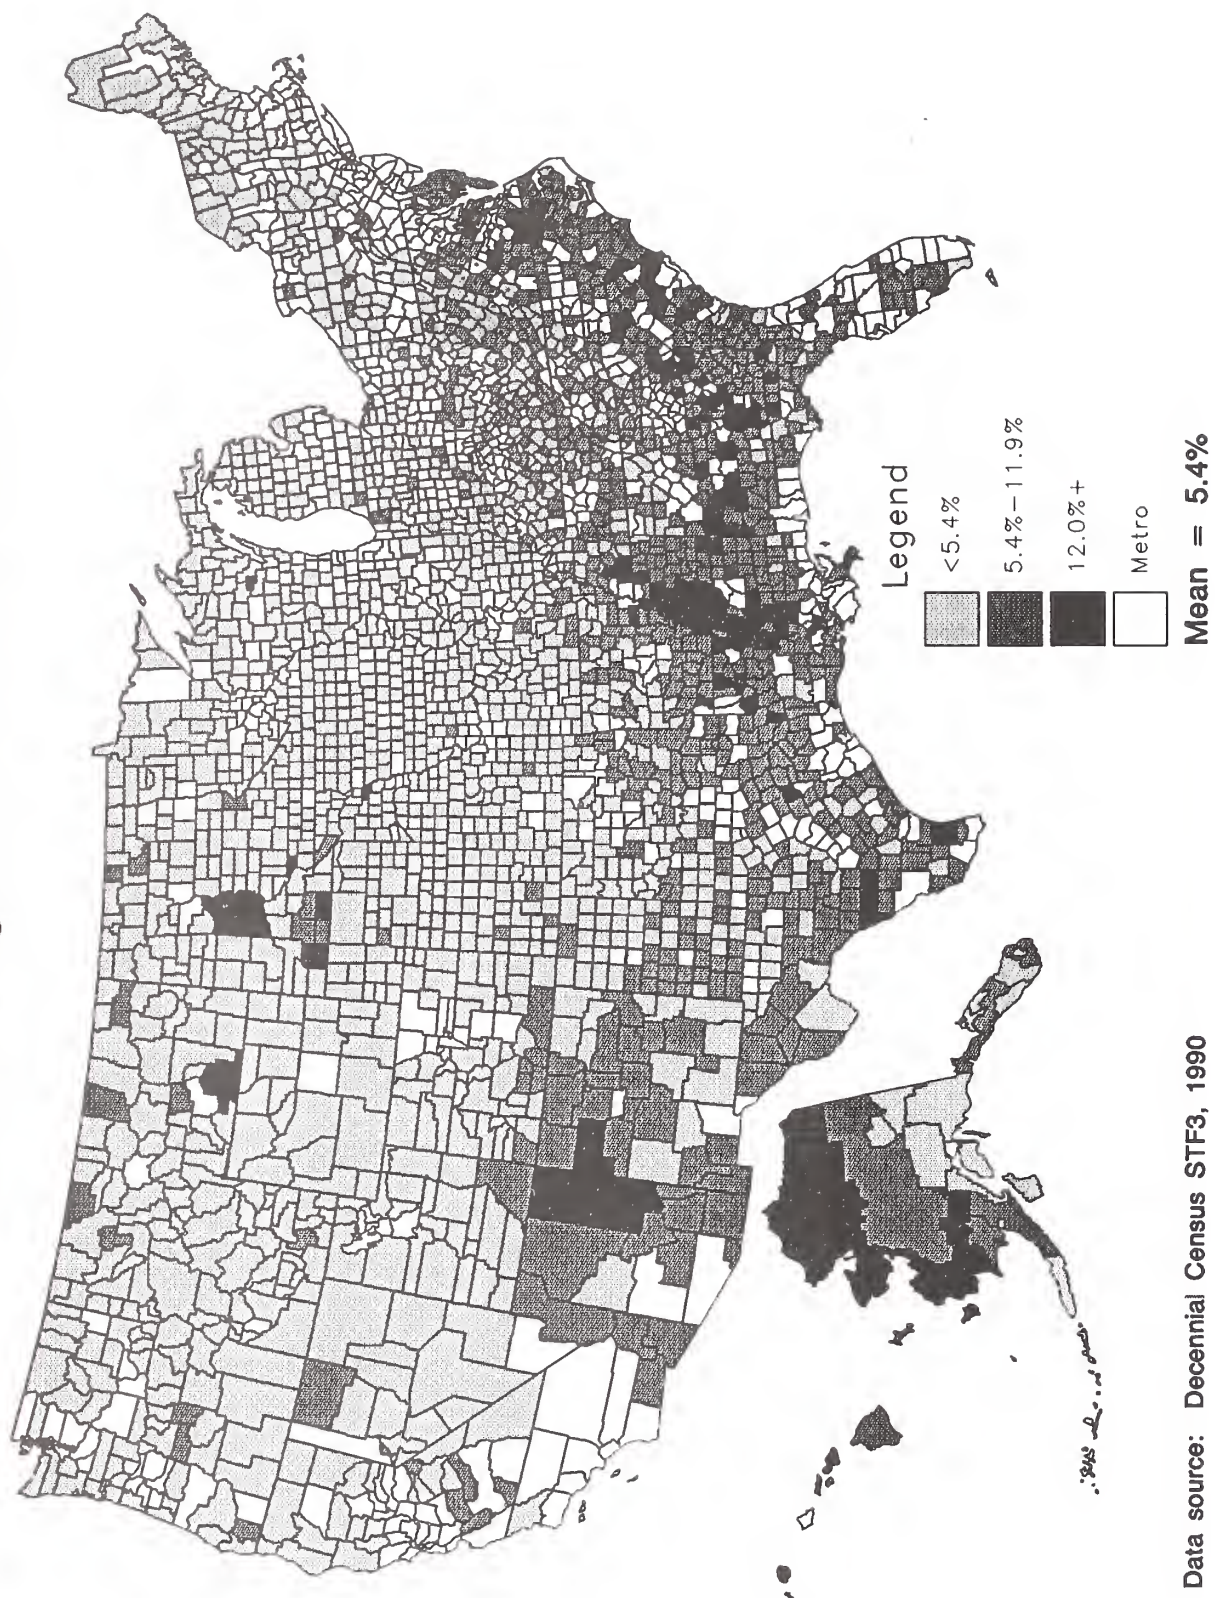 Legend
<5.4%
5.4%-11.9%
12.0%+
Metro
Mean = 5.4%
Data source: Decennial Census STF3, 1990